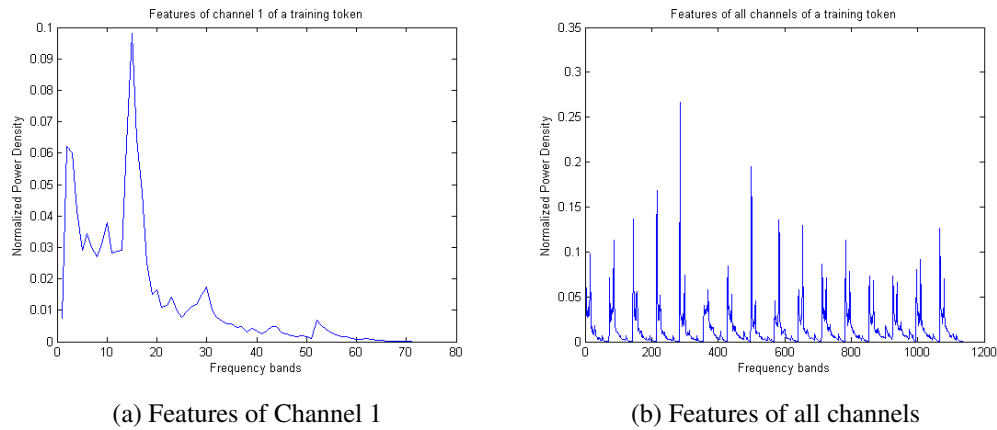 Features of channel 1 of a training token
0.1
0.09
0.08
0.07
0.06
0.05
0.04
0.03
0.02
0.01
0
Normalized Power Density
0 10 20 30 40 50 60 70 80
Frequency bands
(a) Features of Channel 1
Features of all channels of a training token
0.35
0.3
0.25
0.2
0.15
0.1
0.05
0
Normalized Power Density
0 200 400 600 800 1000 1200
Frequency bands
(b) Features of all channels